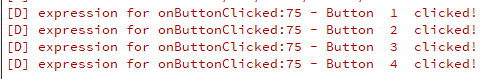 [D] expression for onButtonClicked:75 - Button  1  clicked!
[D] expression for onButtonClicked:75 - Button  2  clicked!
[D] expression for onButtonClicked:75 - Button  3  clicked!
[D] expression for onButtonClicked:75 - Button  4  clicked!